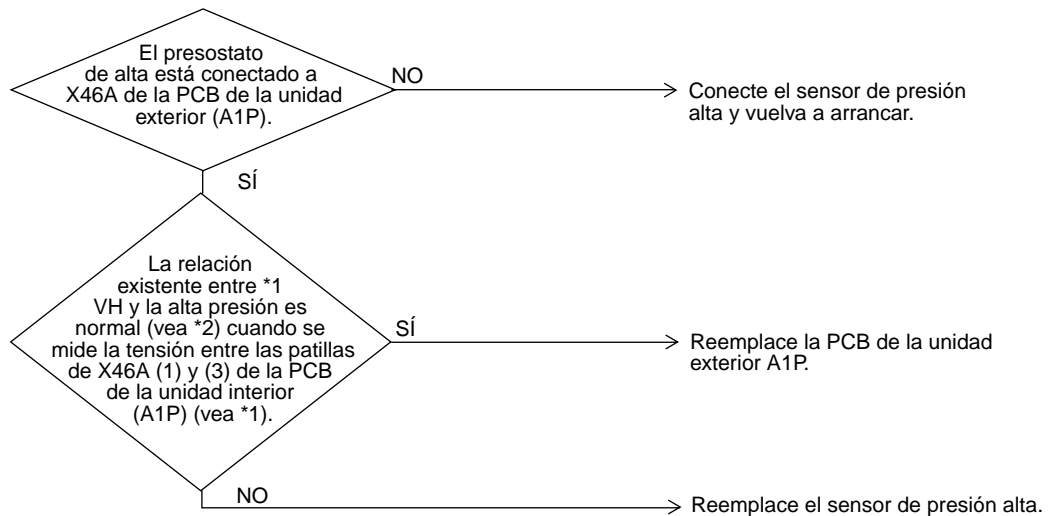 El presostato
de alta está conectado a
X46A de la PCB de la unidad
exterior (A1P).
NO
Conecte el sensor de presión
alta y vuelva a arrancar.
SÍ
La relación
existente entre *1
VH y la alta presión es
normal (vea *2) cuando se
mide la tensión entre las patillas
de X46A (1) y (3) de la PCB
de la unidad interior
(A1P) (vea *1).
SÍ
Reemplace la PCB de la unidad
exterior A1P.
NO
Reemplace el sensor de presión alta.